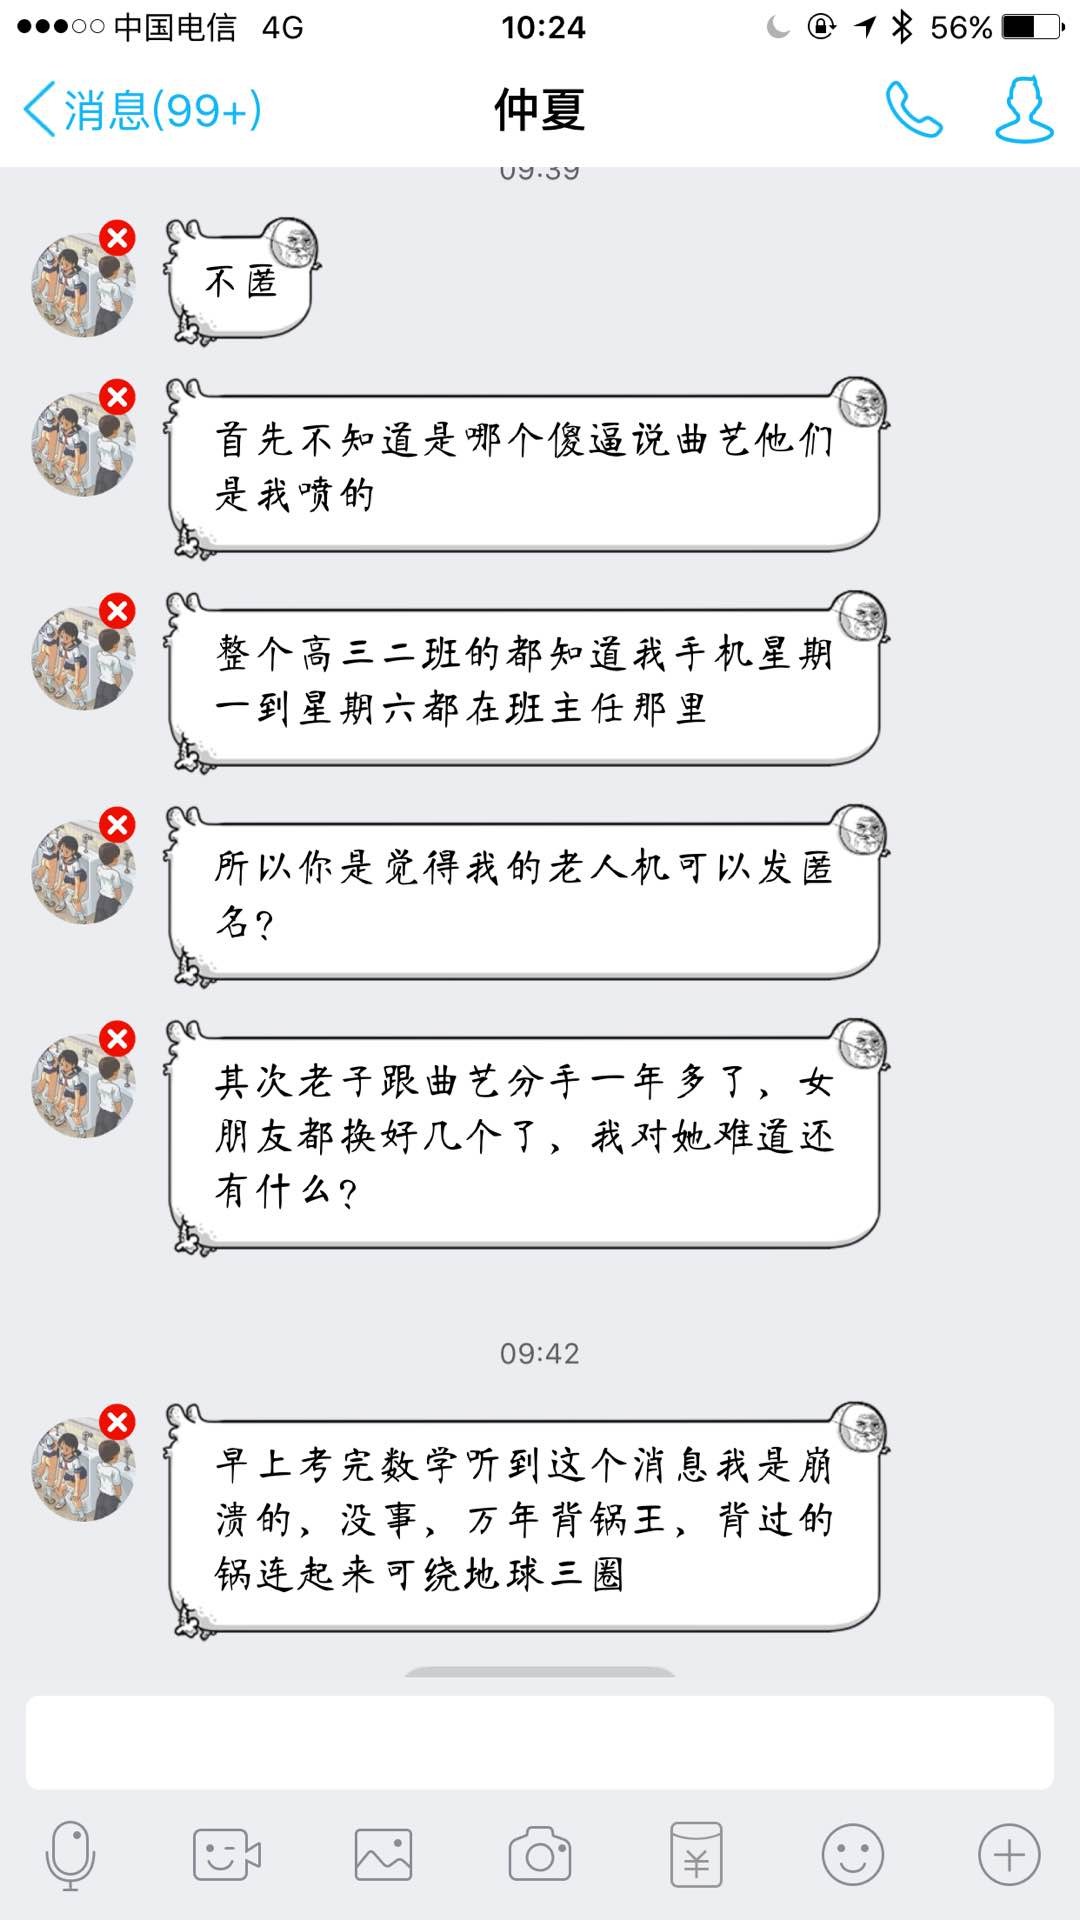 中国电信 4G 10:24 56%
消息(99+) 仲夏
09:39
不匿
首先不知道是哪个傻逼说曲艺他们
是我喷的
整个高三二班的都知道我手机星期
一到星期六都在班主任那里
所以你是觉得我的老人机可以发匿
名?
其次老子跟曲艺分手一年多了，女
朋友都换好几个了，我对她难道还
有什么?
09:42
早上考完数学听到这个消息我是崩
溃的，没事，万年背锅王，背过的
锅连起来可绕地球三圈